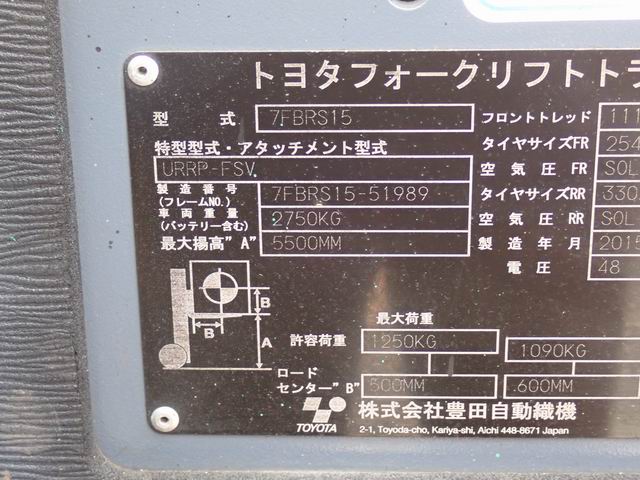 トヨタフォークリフトトラ
型 式 7FBRS15 フロントトレッド 111
特型型式・アタッチメント型式 タイヤサイズFR 254
URRP-FSV 空気圧 FR SOL
製造番号 (フレームNO.) 7FBRS15-51989 タイヤサイズRR 330
車両重量 (バッテリー含む) 2750KG 空気圧 RR SOL
最大揚高"A" 5500MM 製造年月 2015
電圧 48
B
B
A
最大荷重
許容荷重 1250KG 1090KG
ロード
センター"B" 500MM 600MM
TOYOTA 株式会社豊田自動織機
2-1, Toyoda-cho, Kariya-shi, Aichi 448-8671 Japan